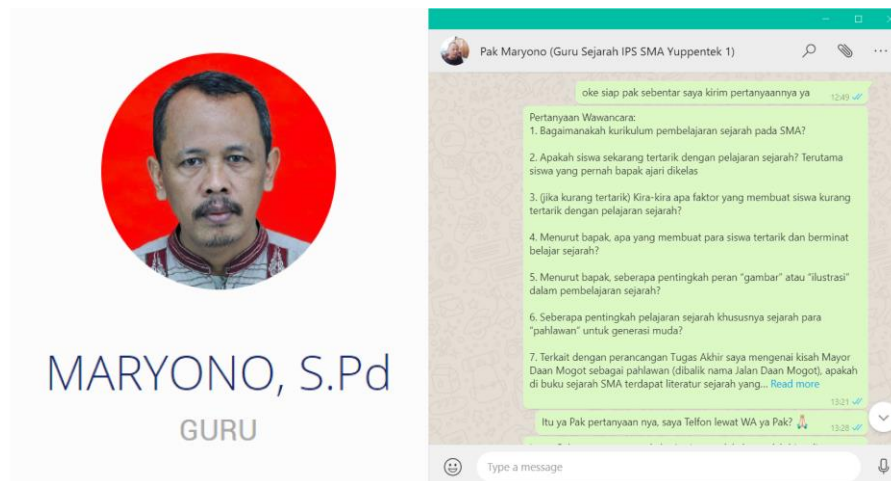 MARYONO, S.Pd
GURU
Pak Maryono (Guru Sejarah IPS SMA Yuppentek 1)
oke siap pak sebentar saya kirim pertanyaannya ya
12:49
Pertanyaan Wawancara:
1. Bagaimanakah kurikulum pembelajaran sejarah pada SMA?
2. Apakah siswa sekarang tertarik dengan pelajaran sejarah? Terutama
siswa yang pernah bapak ajari dikelas
3. (jika kurang tertarik) Kira-kira apa faktor yang membuat siswa kurang
tertarik dengan pelajaran sejarah?
4. Menurut bapak, apa yang membuat para siswa tertarik dan berminat
belajar sejarah?
5. Menurut bapak, seberapa pentingkah peran "gambar" atau "ilustrasi"
dalam pembelajaran sejarah?
6. Seberapa pentingkah pelajaran sejarah khususnya sejarah para
"pahlawan" untuk generasi muda?
7. Terkait dengan perancangan Tugas Akhir saya mengenai kisah Mayor
Daan Mogot sebagai pahlawan (dibalik nama Jalan Daan Mogot), apakah
di buku sejarah SMA terdapat literatur sejarah yang... Read more
13:21
Itu ya Pak pertanyaan nya, saya Telfon lewat WA ya Pak?
13:28
Type a message